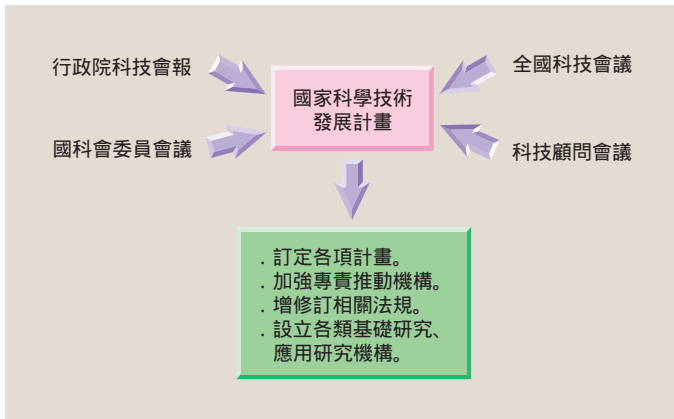 行政院科技會報
全國科技會議
國家科學技術
發展計畫
國科會委員會議
科技顧問會議
．訂定各項計畫。
．加強專責推動機構。
．增修訂相關法規。
．設立各類基礎研究、
應用研究機構。